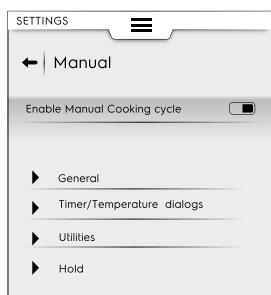 SETTINGS
Manual
Enable Manual Cooking cycle
General
Timer/Temperature dialogs
Utilities
Hold